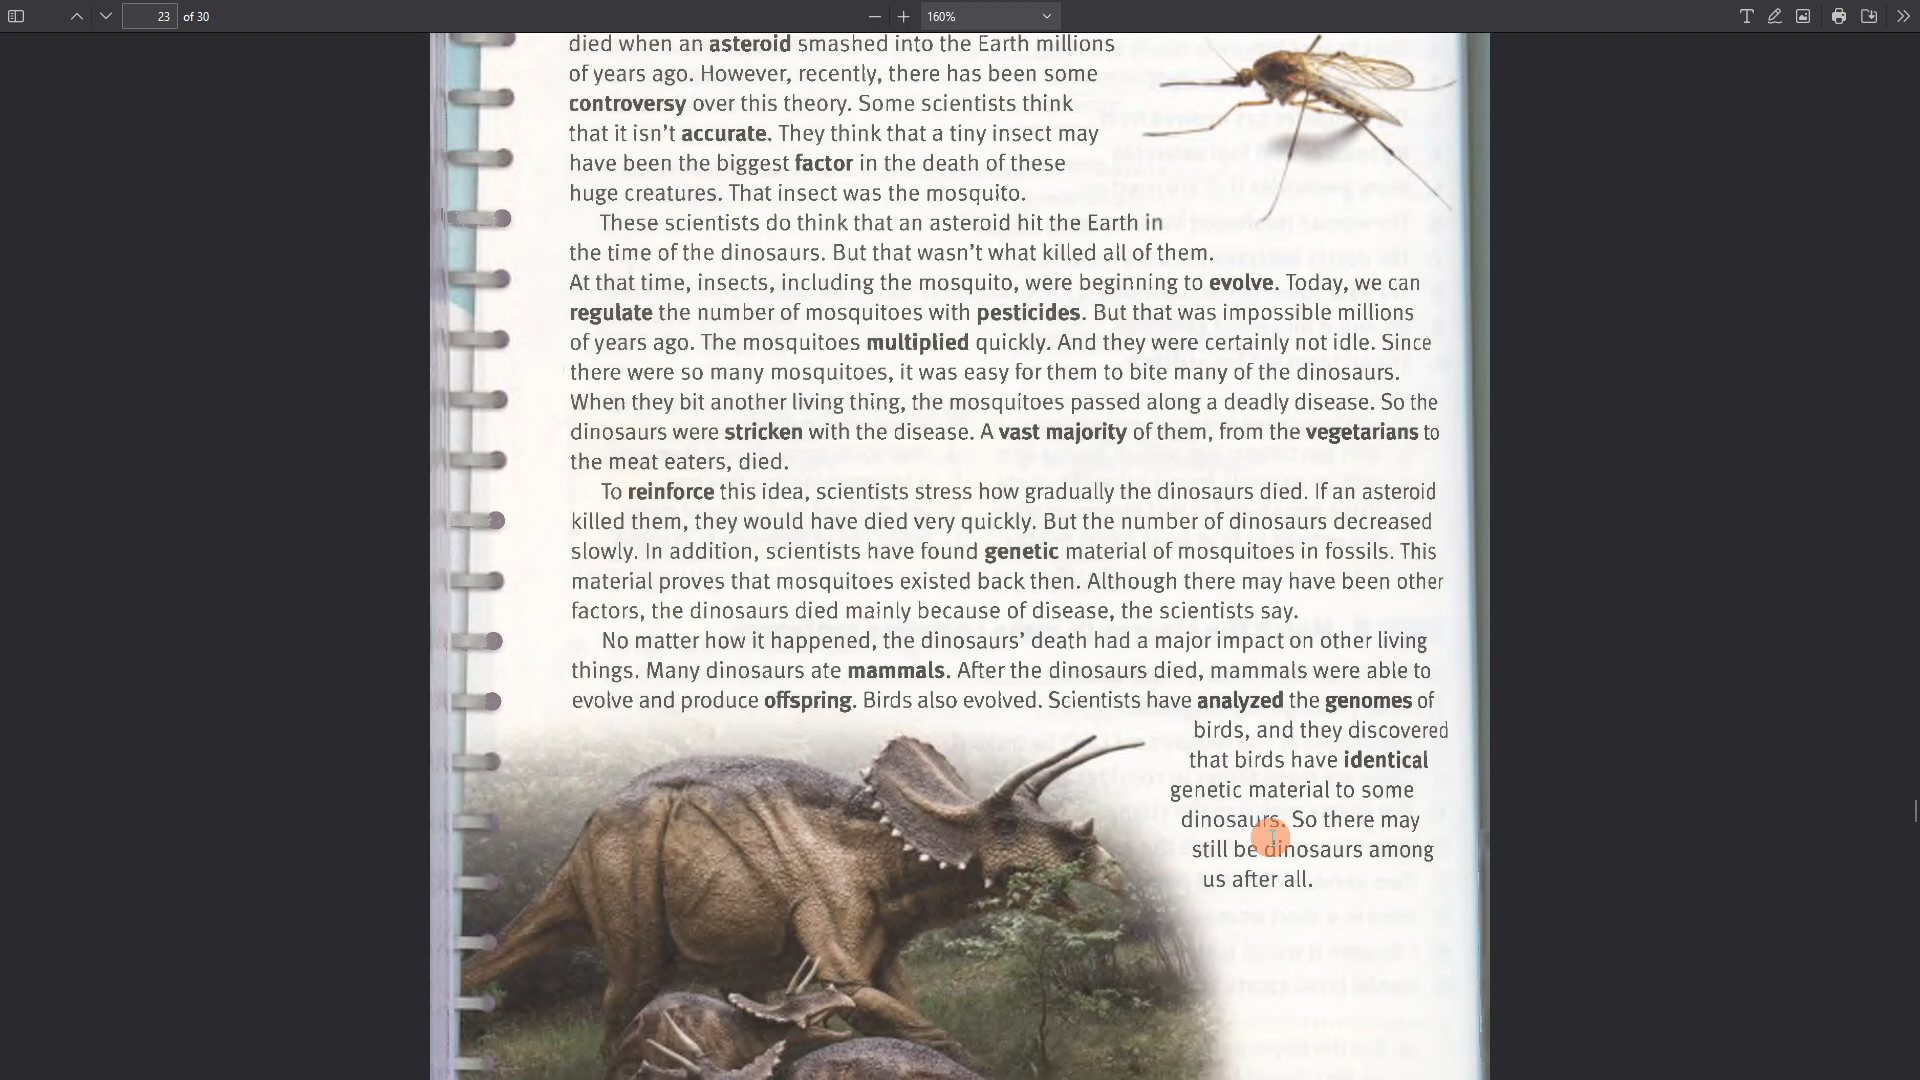 23 of 30
160%
died when an asteroid smashed into the Earth millions
of years ago. However, recently, there has been some
controversy over this theory. Some scientists think
that it isn’t accurate. They think that a tiny insect may
have been the biggest factor in the death of these
huge creatures. That insect was the mosquito.
These scientists do think that an asteroid hit the Earth in
the time of the dinosaurs. But that wasn’t what killed all of them.
At that time, insects, including the mosquito, were beginning to evolve. Today, we can
regulate the number of mosquitoes with pesticides. But that was impossible millions
of years ago. The mosquitoes multiplied quickly. And they were certainly not idle. Since
there were so many mosquitoes, it was easy for them to bite many of the dinosaurs.
When they bit another living thing, the mosquitoes passed along a deadly disease. So the
dinosaurs were stricken with the disease. A vast majority of them, from the vegetarians to
the meat eaters, died.
To reinforce this idea, scientists stress how gradually the dinosaurs died. If an asteroid
killed them, they would have died very quickly. But the number of dinosaurs decreased
slowly. In addition, scientists have found genetic material of mosquitoes in fossils. This
material proves that mosquitoes existed back then. Although there may have been other
factors, the dinosaurs died mainly because of disease, the scientists say.
No matter how it happened, the dinosaurs’ death had a major impact on other living
things. Many dinosaurs ate mammals. After the dinosaurs died, mammals were able to
evolve and produce offspring. Birds also evolved. Scientists have analyzed the genomes of
birds, and they discovered
that birds have identical
genetic material to some
dinosaurs. So there may
still be dinosaurs among
us after all.